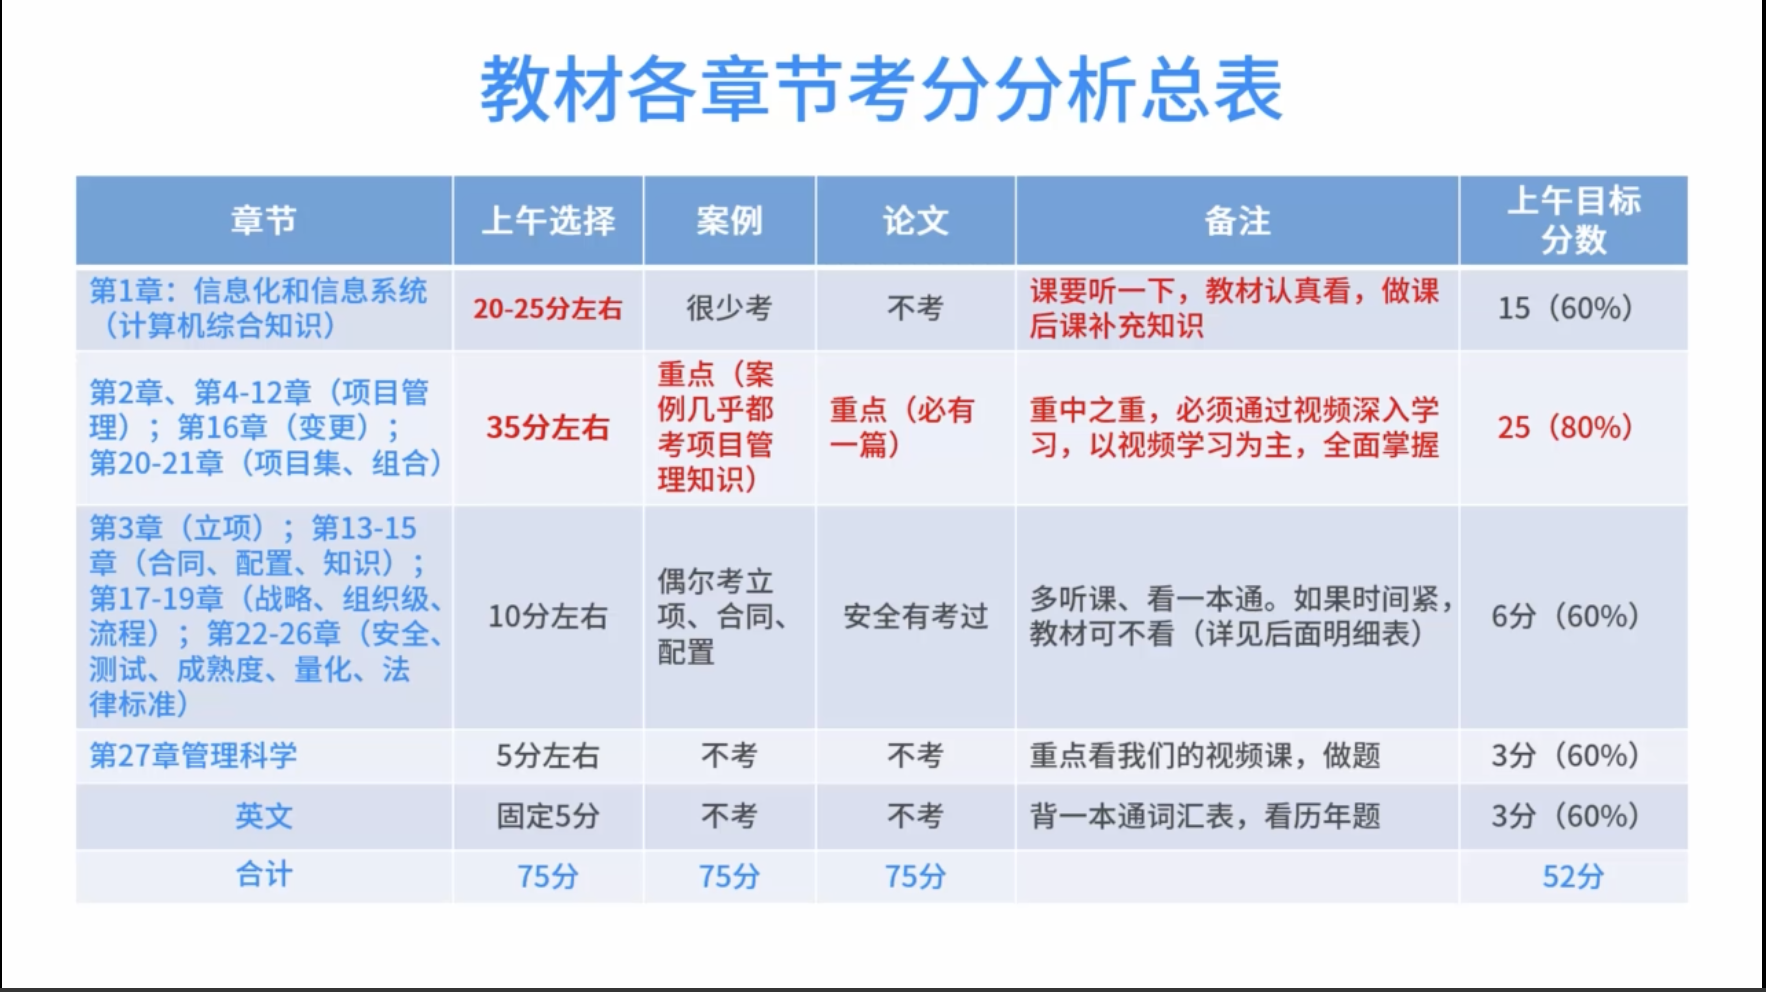 教材各章节考分分析总表
章节
上午选择
案例
论文
备注
上午目标
分数
第1章：信息化和信息系统
（计算机综合知识）
20-25分左右
很少考
不考
课要听一下，教材认真看，做课
后课补充知识
15（60%）
第2章、第4-12章（项目管
理）；第16章（变更）；
第20-21章（项目集、组合）
35分左右
重点（案
例几乎都
考项目管
理知识）
重点（必有
一篇）
重中之重，必须通过视频深入学
习，以视频学习为主，全面掌握
25（80%）
第3章（立项）；第13-15
章（合同、配置、知识）；
第17-19章（战略、组织级、
流程）；第22-26章（安全、
测试、成熟度、量化、法
律标准）
10分左右
偶尔考立
项、合同、
配置
安全有考过
多听课、看一本通。如果时间紧，
教材可不看（详见后面明细表）
6分（60%）
第27章管理科学
5分左右
不考
不考
重点看我们的视频课，做题
3分（60%）
英文
固定5分
不考
不考
背一本通词汇表，看历年题
3分（60%）
合计
75分
75分
75分
52分